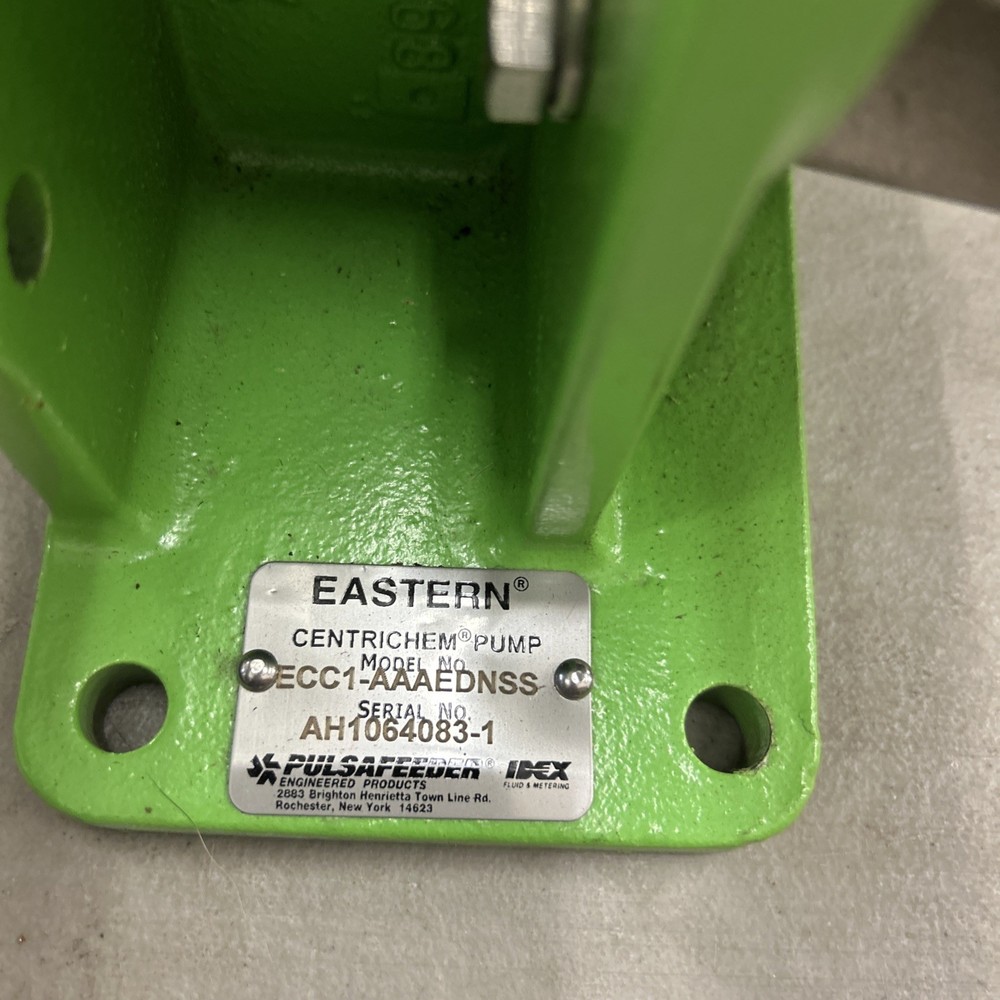 EASTERN®
CENTRICHEM® PUMP
MODEL NO.
ECC1-AAAEDNSS
SERIAL NO.
AH1064083-1
PULSAFEEDER® IDEX
ENGINEERED PRODUCTS FLUID & METERING
2883 Brighton Henrietta Town Line Rd.
Rochester, New York 14623